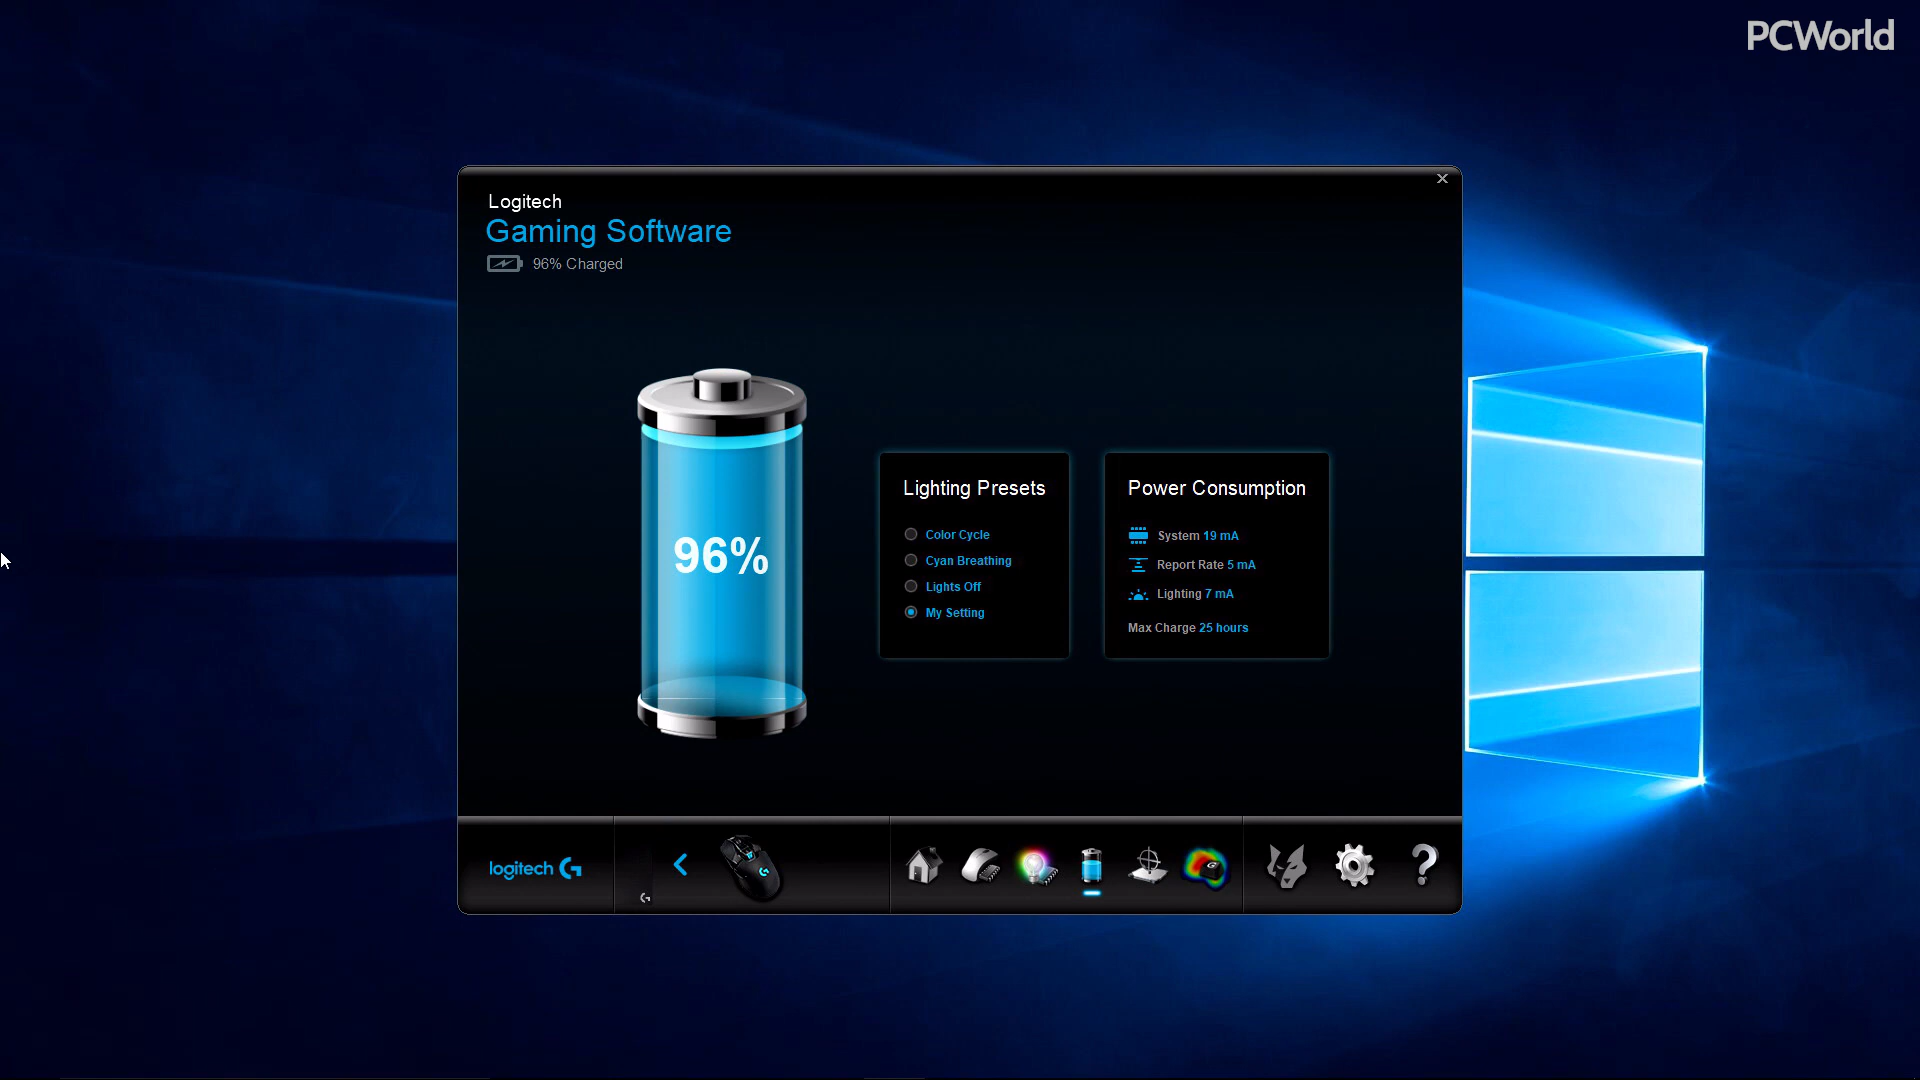 PCWorld
Logitech
Gaming Software
96% Charged
96%
Lighting Presets
Color Cycle
Cyan Breathing
Lights Off
My Setting
Power Consumption
System 19 mA
Report Rate 5 mA
Lighting 7 mA
Max Charge 25 hours
logitech G